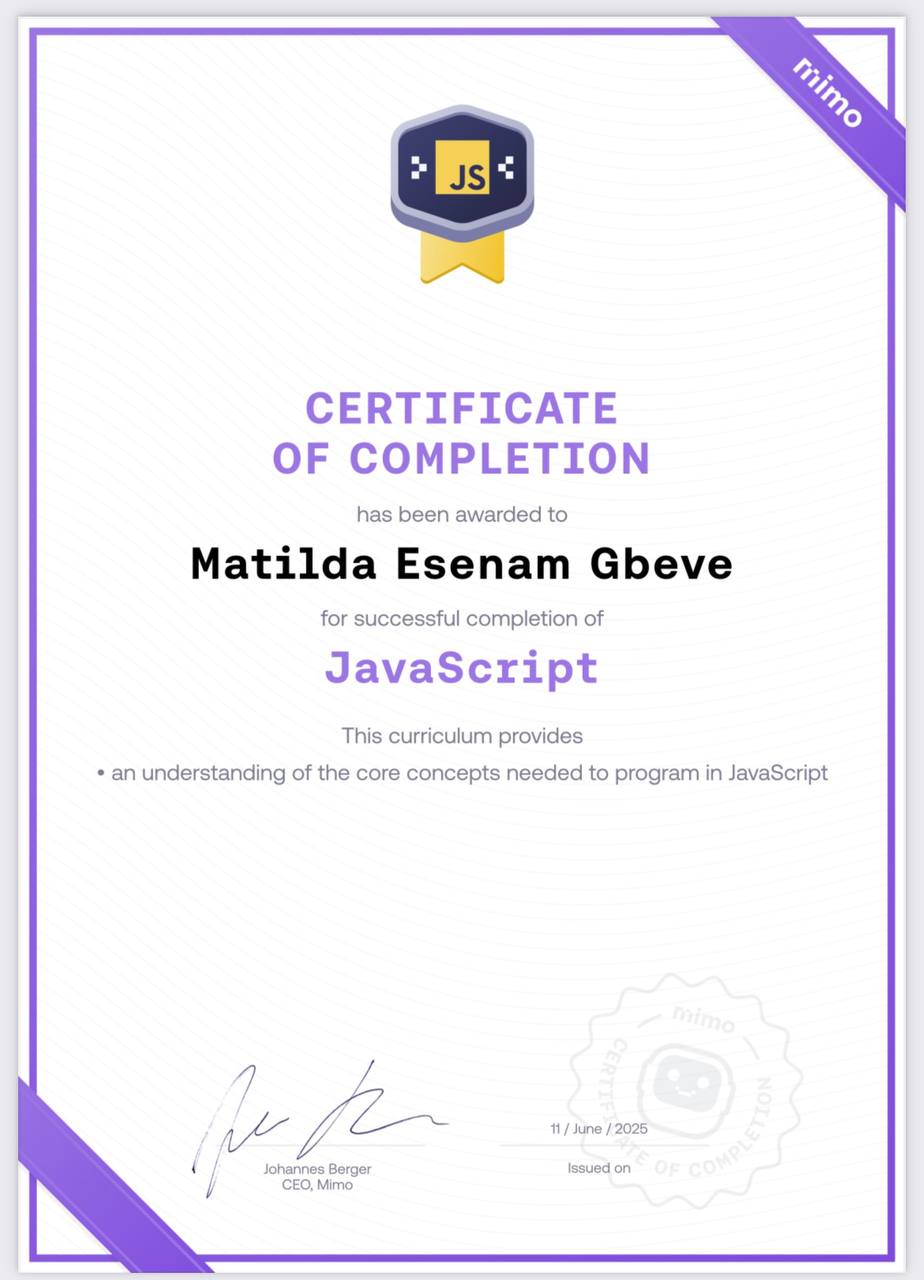 mimo
JS
CERTIFICATE
OF COMPLETION
has been awarded to
Matilda Esenam Gbeve
for successful completion of
JavaScript
This curriculum provides
• an understanding of the core concepts needed to program in JavaScript
mimo
CERTIFICATE OF COMPLETION
11 / June / 2025
Issued on
Johannes Berger
CEO, Mimo